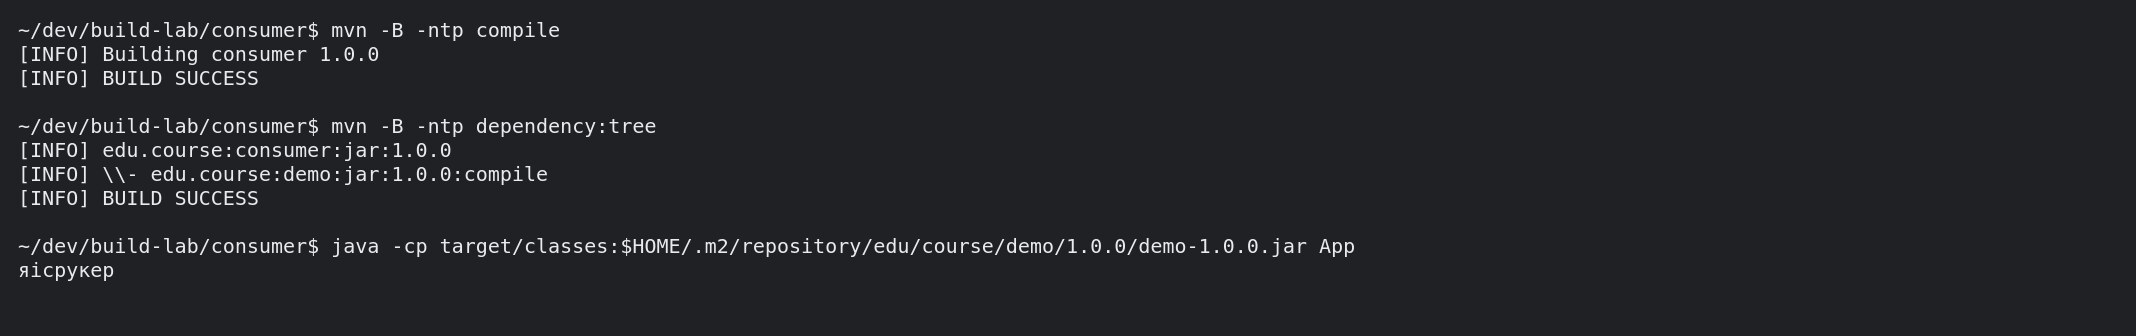 ~/dev/build-lab/consumer$ mvn -B -ntp compile
[INFO] Building consumer 1.0.0
[INFO] BUILD SUCCESS
~/dev/build-lab/consumer$ mvn -B -ntp dependency:tree
[INFO] edu.course:consumer:jar:1.0.0
[INFO] \\- edu.course:demo:jar:1.0.0:compile
[INFO] BUILD SUCCESS
~/dev/build-lab/consumer$ java -cp target/classes:$HOME/.m2/repository/edu/course/demo/1.0.0/demo-1.0.0.jar App
яісрукер